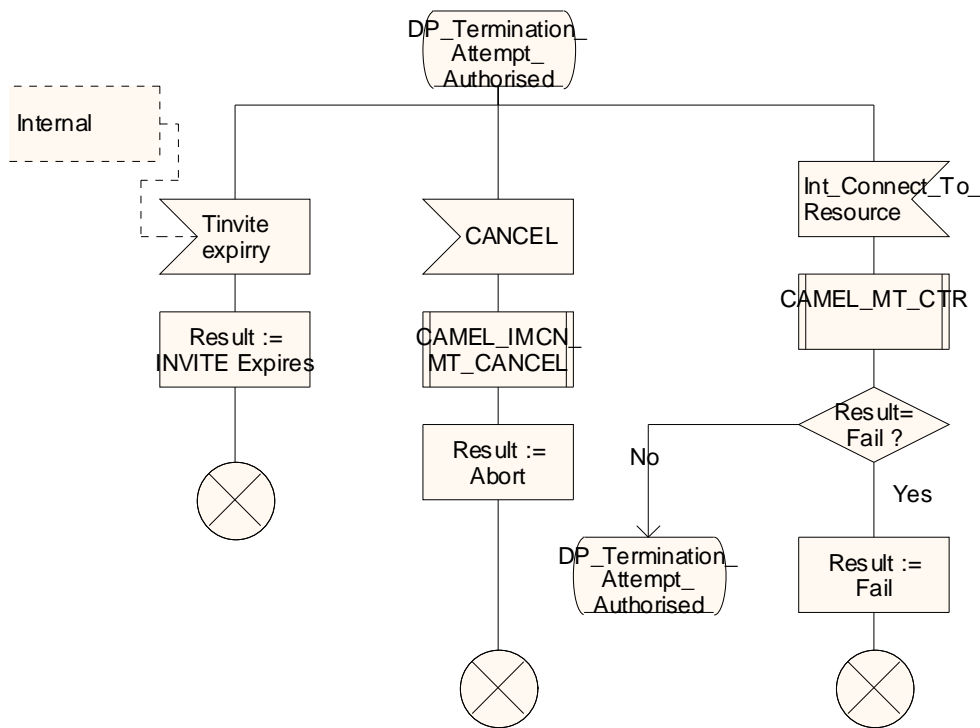 DP_Termination_
Attempt_
Authorised
Internal
Tinvite
expirry
CANCEL
Int_Connect_To_
Resource
Result :=
INVITE Expires
CAMEL_IMCN_
MT_CANCEL
CAMEL_MT_CTR
Result :=
Abort
Result=
Fail ?
No
Yes
DP_Termination_
Attempt_
Authorised
Result :=
Fail